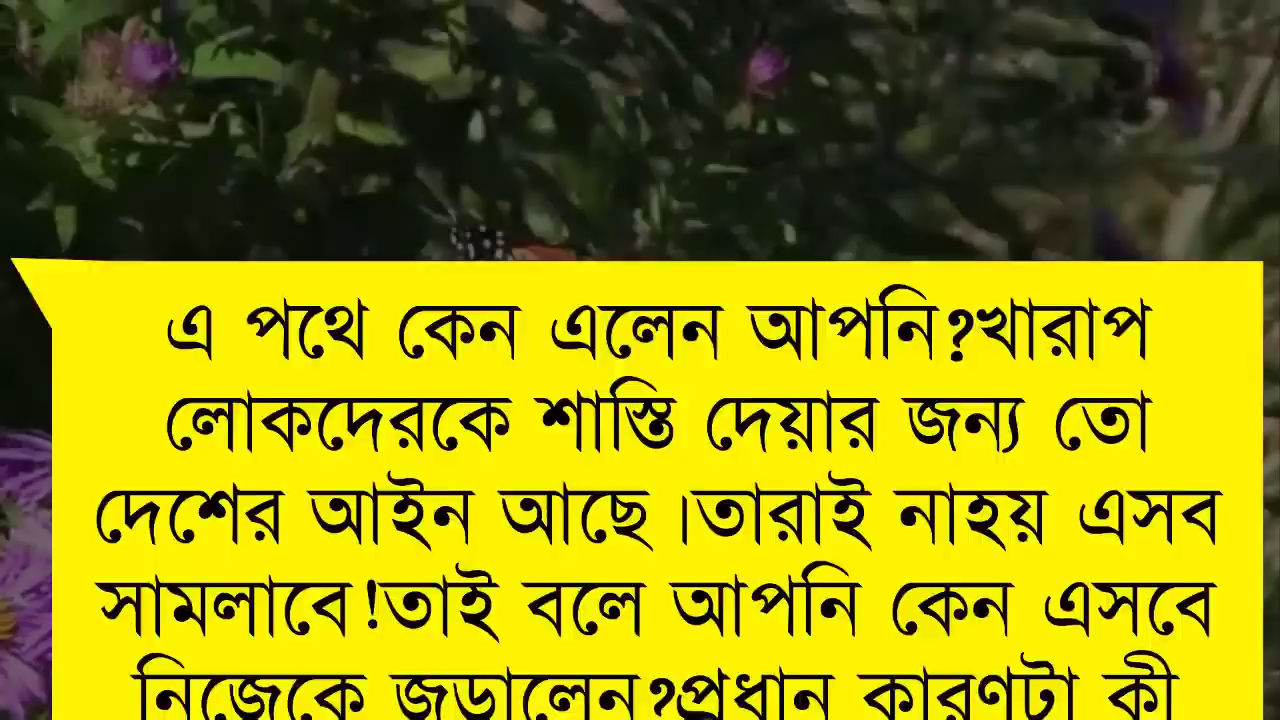 এ পথে কেন এলেন আপনি?খারাপ
লোকদেরকে শাস্তি দেয়ার জন্য তো
দেশের আইন আছে।তারাই নাহয় এসব
সামলাবে!তাই বলে আপনি কেন এসবে
নিজেকে জড়ালেন?প্রধান কারণটা কী